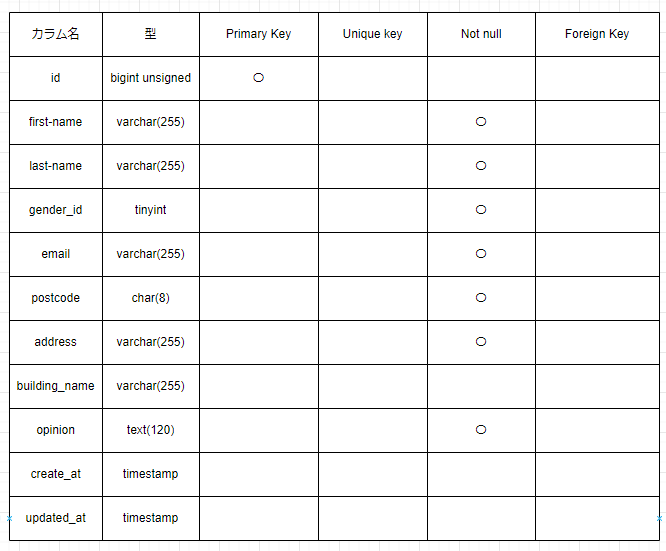 カラム名 型 Primary Key Unique key Not null Foreign Key
id bigint unsigned 〇
first-name varchar(255) 〇
last-name varchar(255) 〇
gender_id tinyint 〇
email varchar(255) 〇
postcode char(8) 〇
address varchar(255) 〇
building_name varchar(255)
opinion text(120) 〇
create_at timestamp
updated_at timestamp